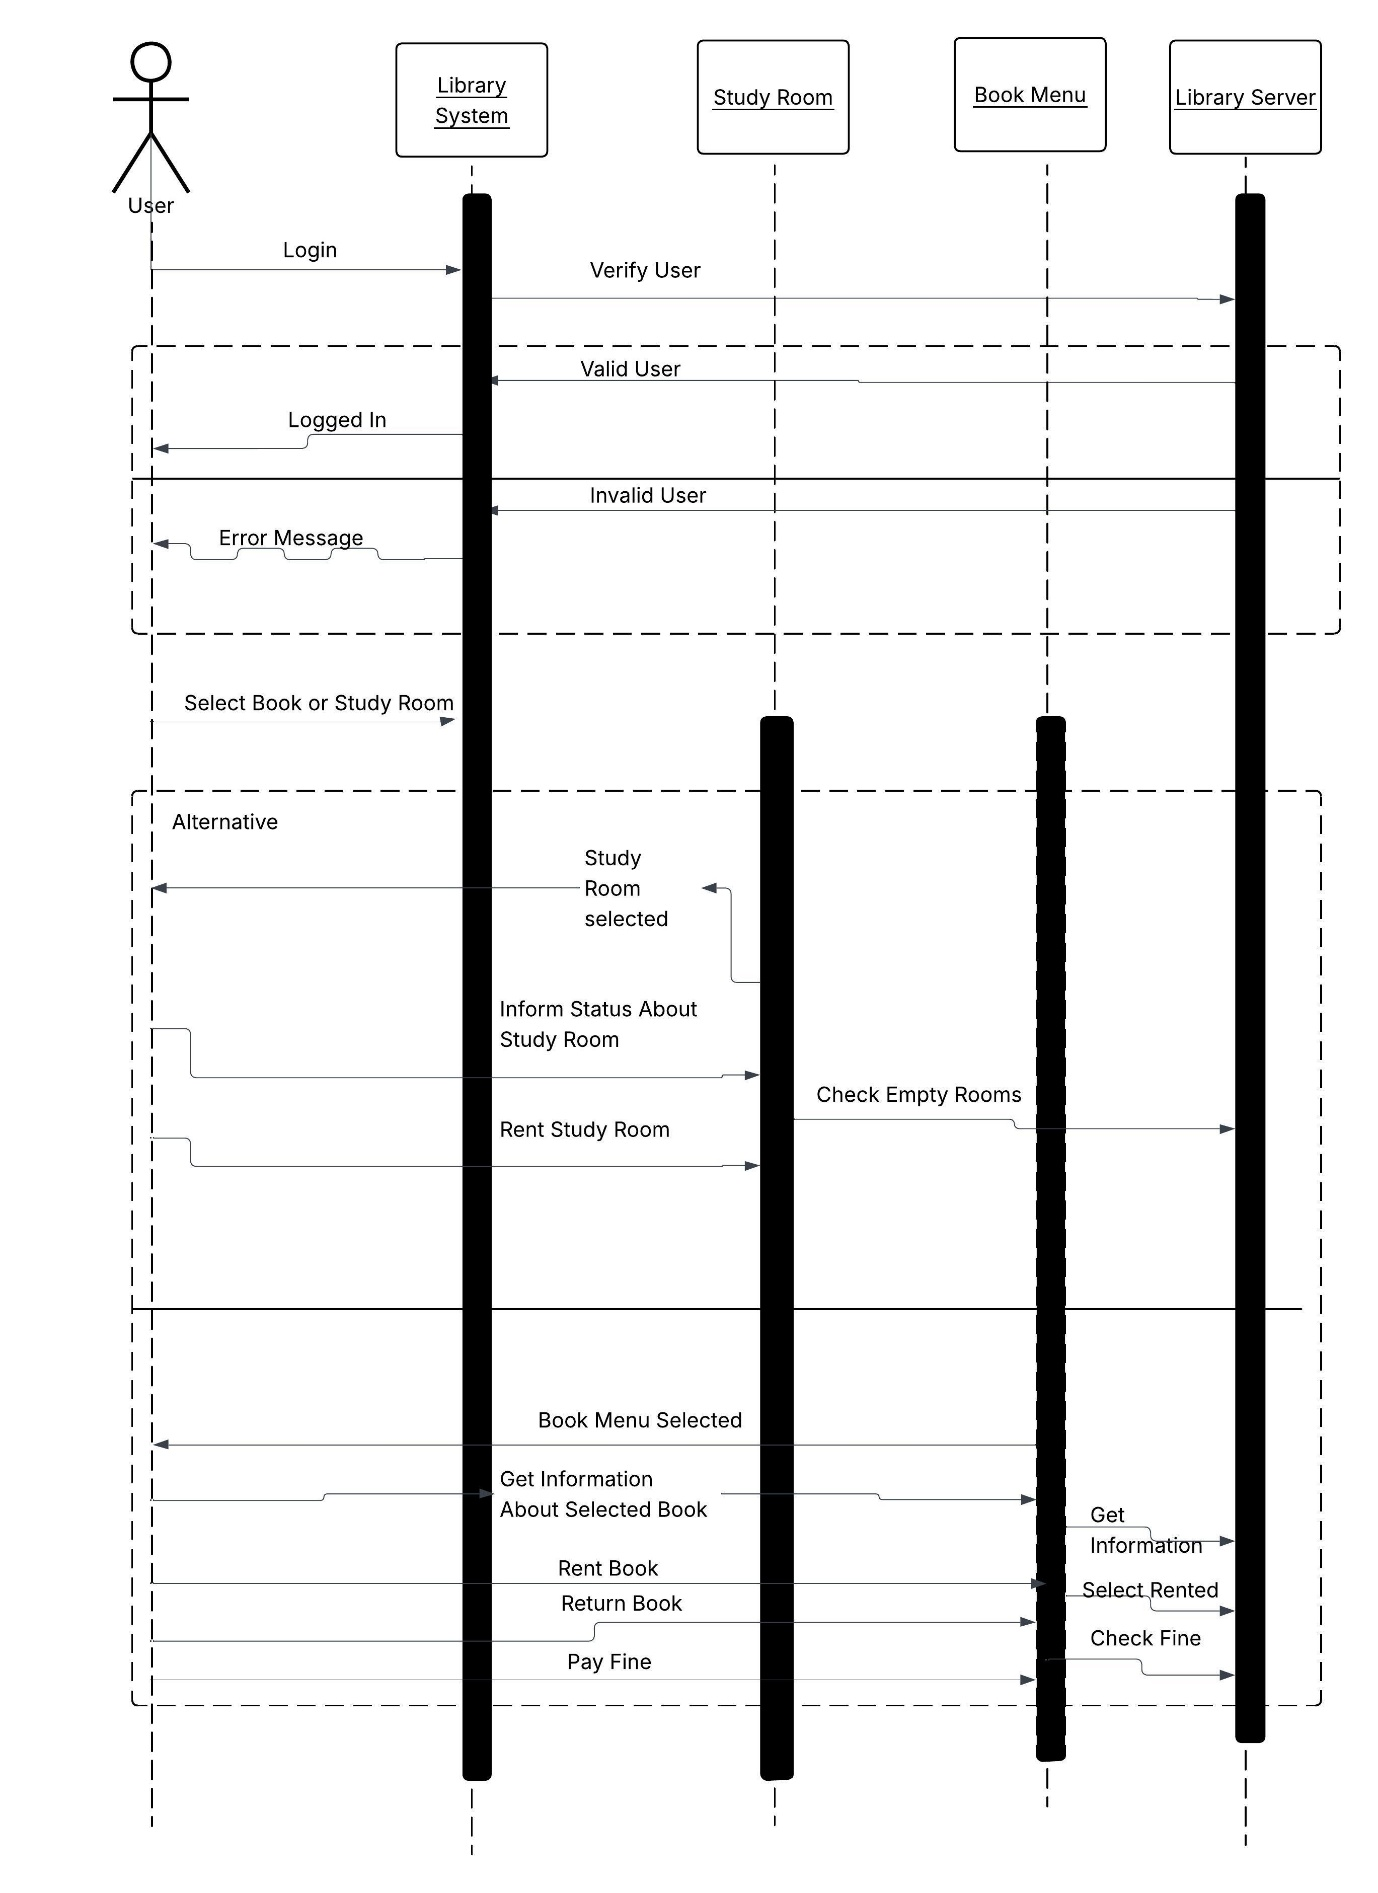 Library
System
Study Room
Book Menu
Library Server
User
Login
Verify User
Valid User
Logged In
Invalid User
Error Message
Select Book or Study Room
Alternative
Study
Room
selected
Inform Status About
Study Room
Check Empty Rooms
Rent Study Room
Book Menu Selected
Get Information
About Selected Book
Get
Information
Rent Book
Select Rented
Return Book
Check Fine
Pay Fine